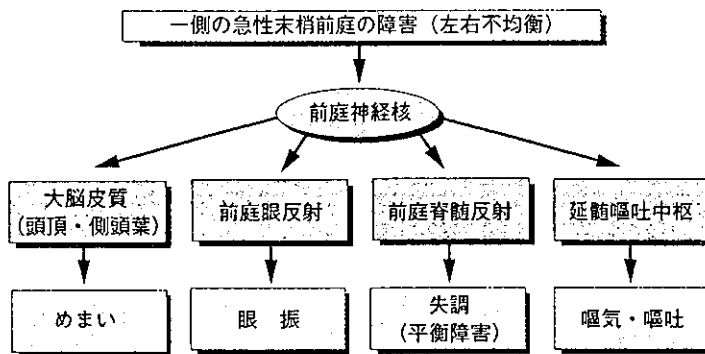 一側の急性末梢前庭の障害（左右不均衡）
前庭神経核
大脳皮質
（頭頂・側頭葉）
前庭眼反射
前庭脊髄反射
延髄嘔吐中枢
めまい
眼　振
失調
（平衡障害）
嘔気・嘔吐